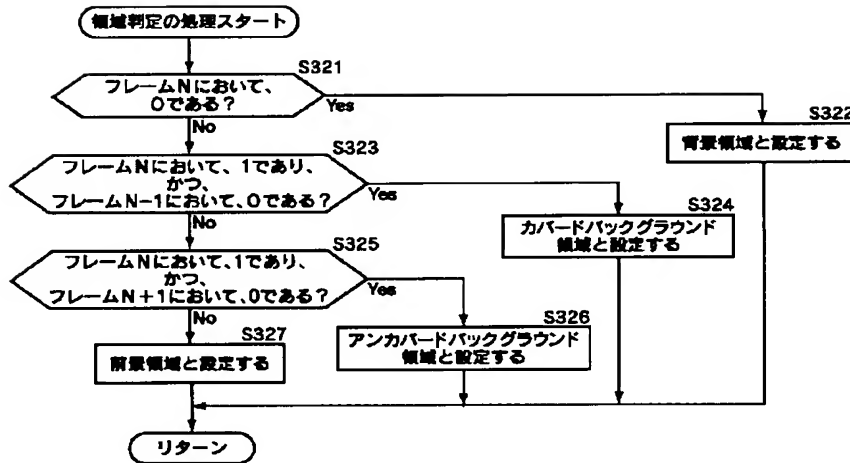 領域判定の処理スタート
S321
フレームNにおいて、
0である?
Yes
No
S322
背景領域と設定する
S323
フレームNにおいて、1であり、
かつ、
フレームN-1において、0である?
Yes
No
S324
カバードバックグラウンド
領域と設定する
S325
フレームNにおいて、1であり、
かつ、
フレームN+1において、0である?
Yes
No
S326
アンカバードバックグラウンド
領域と設定する
S327
前景領域と設定する
リターン